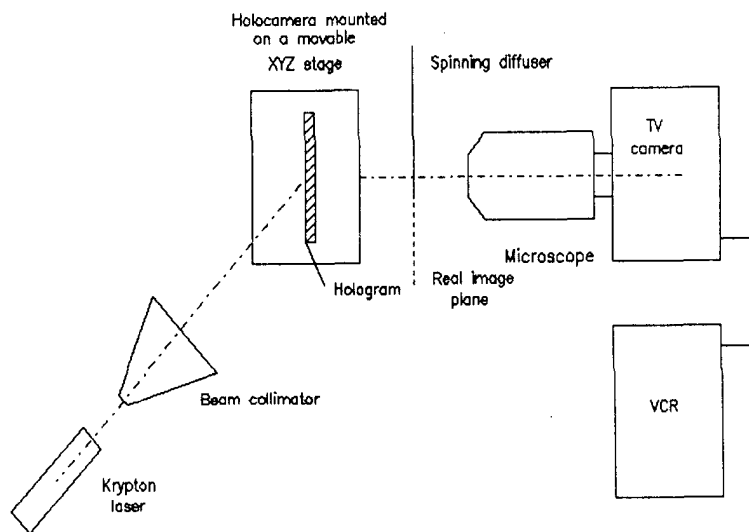 Holocamera mounted
on a movable
XYZ stage
Spinning diffuser
TV
camera
Microscope
Real image
plane
Hologram
Beam collimator
VCR
Krypton
laser